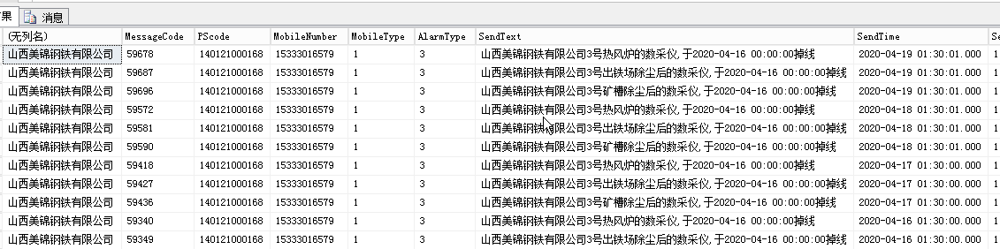 果 消息
(无列名) MessageCode PScode MobileNumber MobileType AlarmType SendText SendTime Se
山西美锦钢铁有限公司 59678 140121000168 15333016579 1 3 山西美锦钢铁有限公司3号热风炉的数采仪,于2020-04-16 00:00:00掉线 2020-04-19 01:30:01.000 1
山西美锦钢铁有限公司 59687 140121000168 15333016579 1 3 山西美锦钢铁有限公司3号出铁场除尘后的数采仪,于2020-04-16 00:00:00掉线 2020-04-19 01:30:01.000 1
山西美锦钢铁有限公司 59696 140121000168 15333016579 1 3 山西美锦钢铁有限公司3号矿槽除尘后的数采仪,于2020-04-16 00:00:00掉线 2020-04-19 01:30:01.000 1
山西美锦钢铁有限公司 59572 140121000168 15333016579 1 3 山西美锦钢铁有限公司3号热风炉的数采仪,于2020-04-16 00:00:00掉线 2020-04-18 01:30:01.000 1
山西美锦钢铁有限公司 59581 140121000168 15333016579 1 3 山西美锦钢铁有限公司3号出铁场除尘后的数采仪,于2020-04-16 00:00:00掉线 2020-04-18 01:30:01.000 1
山西美锦钢铁有限公司 59590 140121000168 15333016579 1 3 山西美锦钢铁有限公司3号矿槽除尘后的数采仪,于2020-04-16 00:00:00掉线 2020-04-18 01:30:01.000 1
山西美锦钢铁有限公司 59418 140121000168 15333016579 1 3 山西美锦钢铁有限公司3号热风炉的数采仪,于2020-04-16 00:00:00掉线 2020-04-17 01:30:00.000 1
山西美锦钢铁有限公司 59427 140121000168 15333016579 1 3 山西美锦钢铁有限公司3号出铁场除尘后的数采仪,于2020-04-16 00:00:00掉线 2020-04-17 01:30:00.000 1
山西美锦钢铁有限公司 59436 140121000168 15333016579 1 3 山西美锦钢铁有限公司3号矿槽除尘后的数采仪,于2020-04-16 00:00:00掉线 2020-04-17 01:30:00.000 1
山西美锦钢铁有限公司 59340 140121000168 15333016579 1 3 山西美锦钢铁有限公司3号热风炉的数采仪,于2020-04-16 00:00:00掉线 2020-04-16 01:30:00.000 1
山西美锦钢铁有限公司 59349 140121000168 15333016579 1 3 山西美锦钢铁有限公司3号出铁场除尘后的数采仪,于2020-04-16 00:00:00掉线 2020-04-16 01:30:00.000 1